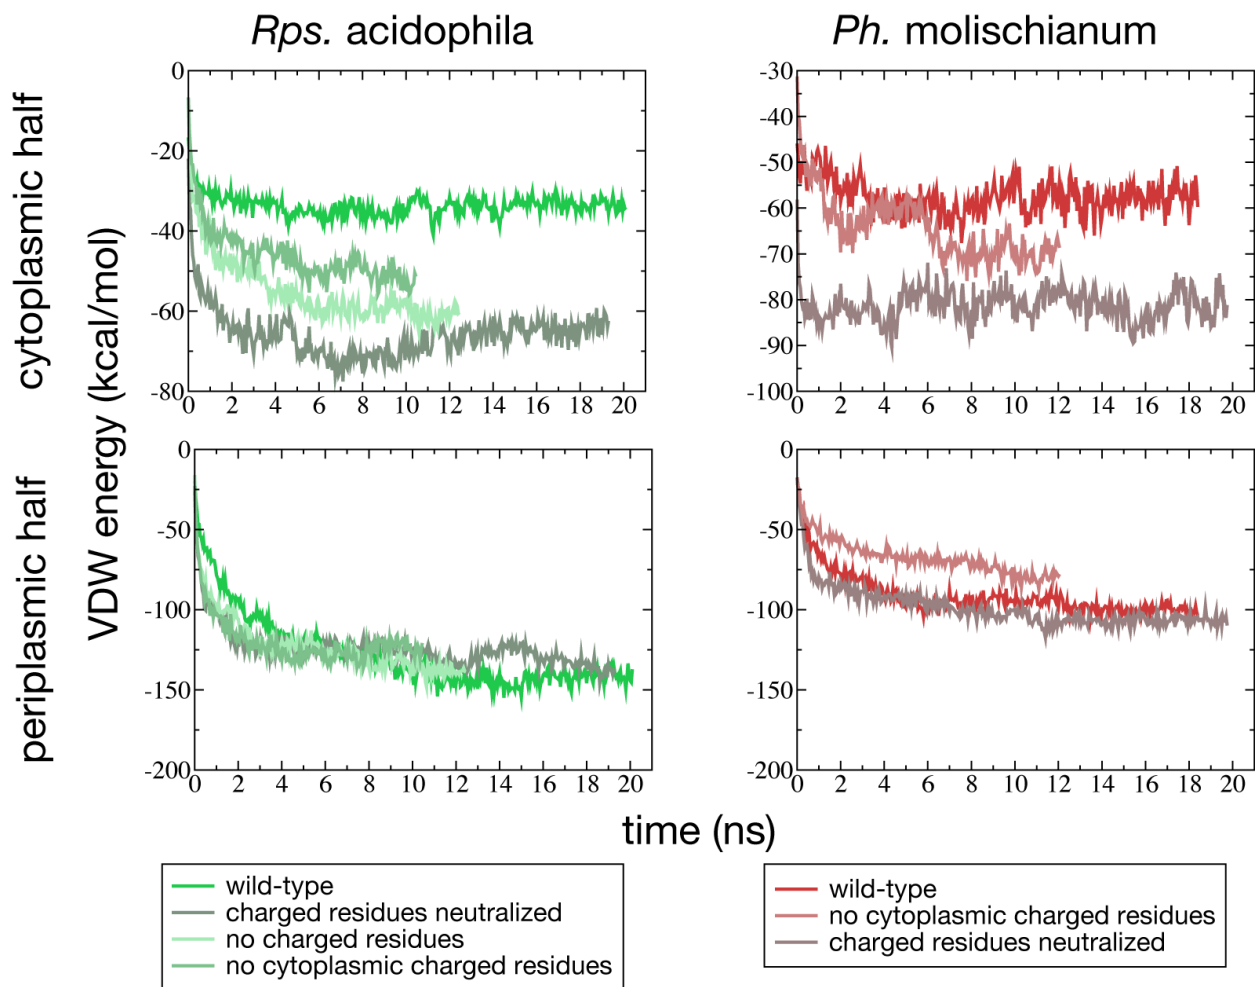 Rps. acidophila
Ph. molischianum
cytoplasmic half
periplasmic half
VDW energy (kcal/mol)
0
-20
-40
-60
-80
0 2 4 6 8 10 12 14 16 18 20
-30
-40
-50
-60
-70
-80
-90
-100
0 2 4 6 8 10 12 14 16 18 20
0
-50
-100
-150
-200
0 2 4 6 8 10 12 14 16 18 20
0
-50
-100
-150
-200
0 2 4 6 8 10 12 14 16 18 20
time (ns)
wild-type
charged residues neutralized
no charged residues
no cytoplasmic charged residues
wild-type
no cytoplasmic charged residues
charged residues neutralized